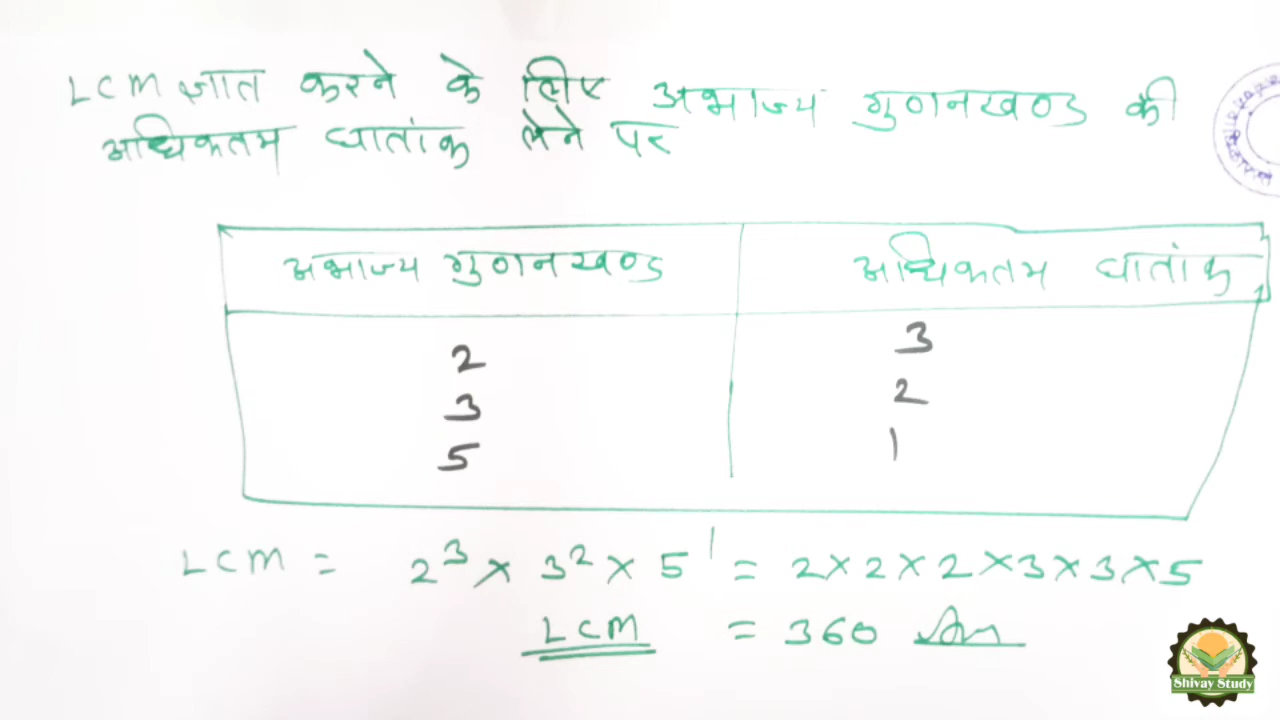 LCM ज्ञात करने के लिए अभाज्य गुणनखण्ड की
अधिकतम घातांक लेने पर
अभाज्य गुणनखण्ड अधिकतम घातांक
2 3
3 2
5 1
LCM = 2³ × 3² × 5¹ = 2×2×2×3×3×5
LCM = 360 Ans
Shivay Study